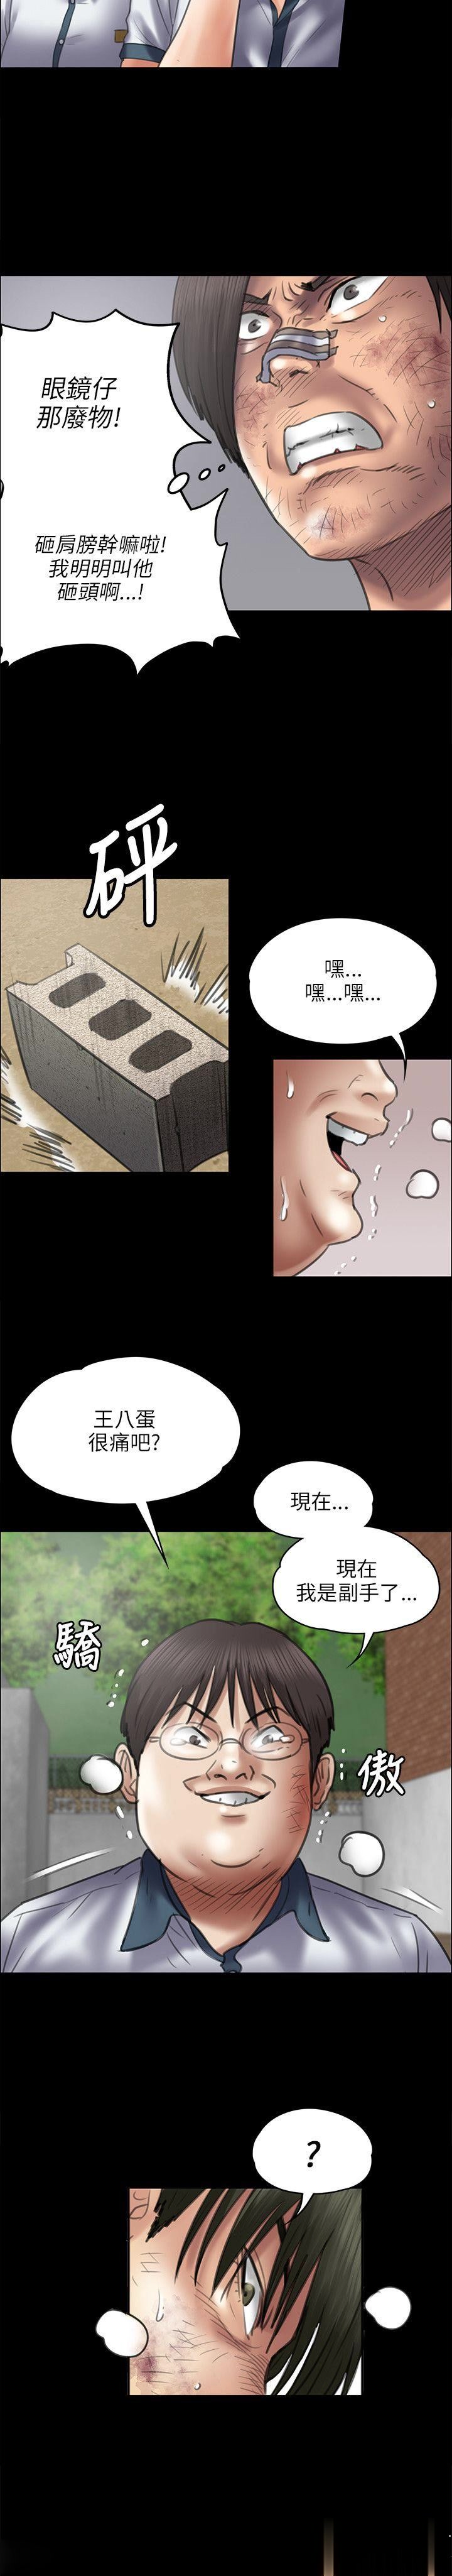 眼鏡仔
那廢物!
砸肩膀幹嘛啦!
我明明叫他
砸頭啊...!
砰
嘿...
嘿...嘿...
王八蛋
很痛吧?
現在...
現在
我是副手了...
驕
傲
?